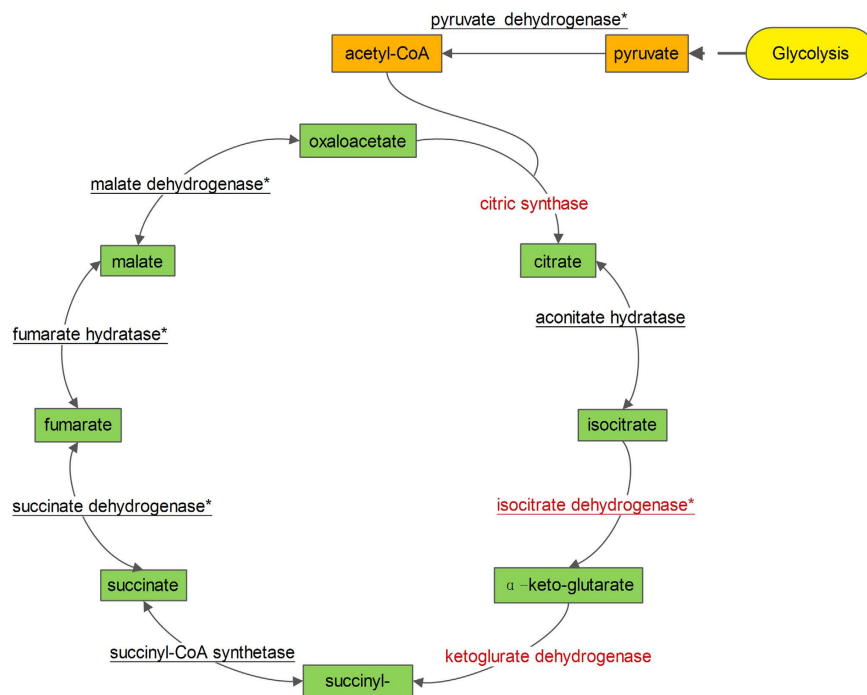 pyruvate dehydrogenase*
acetyl-CoA
pyruvate
Glycolysis
oxaloacetate
malate dehydrogenase*
citric synthase
malate
citrate
fumarate hydratase*
aconitate hydratase
fumarate
isocitrate
succinate dehydrogenase*
isocitrate dehydrogenase*
succinate
α-keto-glutarate
succinyl-CoA synthetase
ketoglurate dehydrogenase
succinyl-